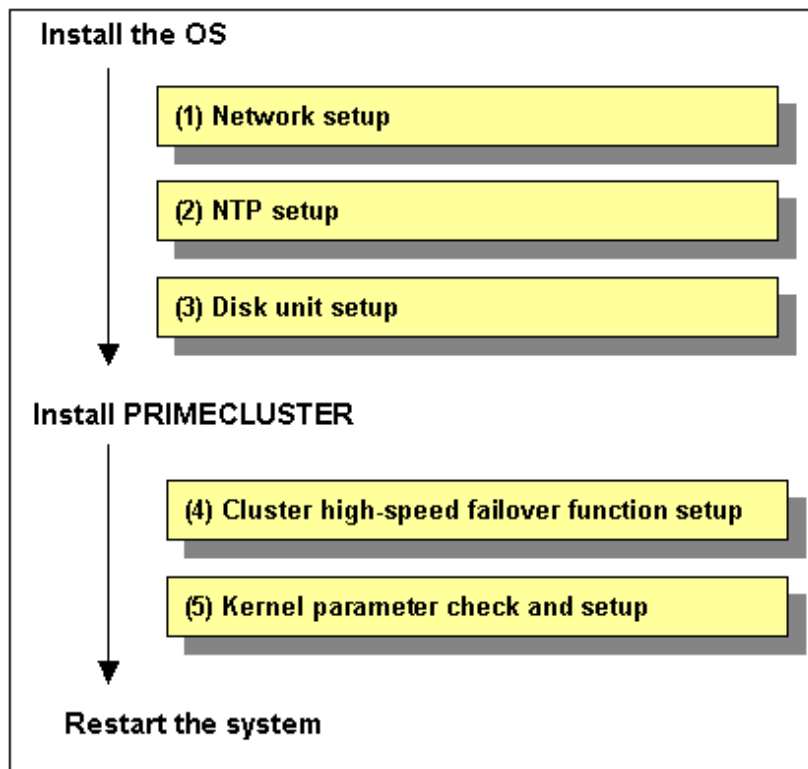 Install the OS
(1) Network setup
(2) NTP setup
(3) Disk unit setup
Install PRIMECLUSTER
(4) Cluster high-speed failover function setup
(5) Kernel parameter check and setup
Restart the system